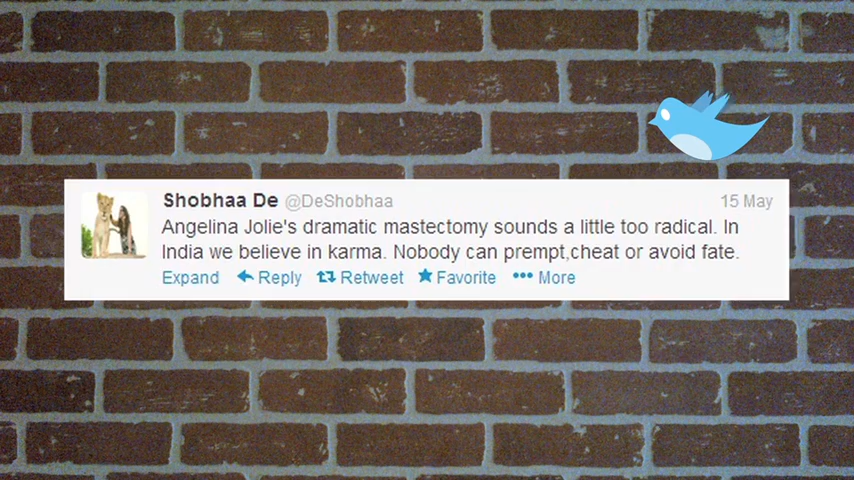 Shobhaa De @DeShobhaa 15 May
Angelina Jolie's dramatic mastectomy sounds a little too radical. In
India we believe in karma. Nobody can prempt,cheat or avoid fate.
Expand Reply Retweet Favorite More